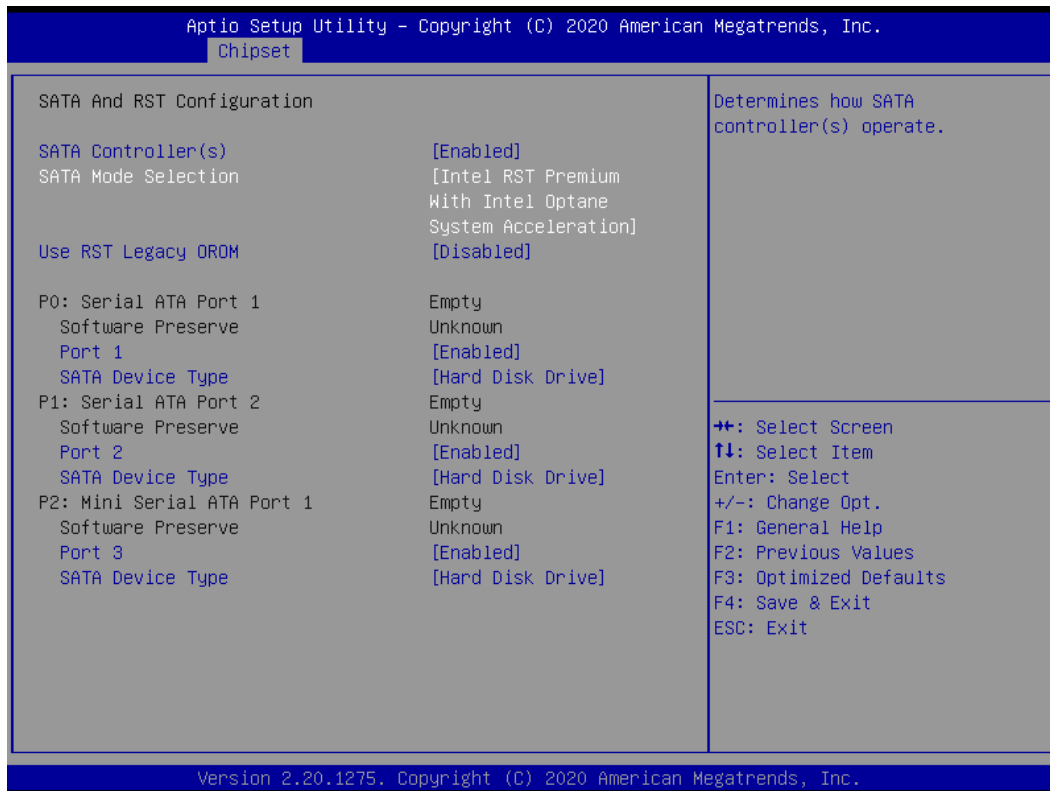 Aptio Setup Utility – Copyright (C) 2020 American Megatrends, Inc.
Chipset
SATA And RST Configuration
SATA Controller(s) [Enabled]
SATA Mode Selection [Intel RST Premium
With Intel Optane
System Acceleration]
Use RST Legacy OROM [Disabled]
P0: Serial ATA Port 1 Empty
Software Preserve Unknown
Port 1 [Enabled]
SATA Device Type [Hard Disk Drive]
P1: Serial ATA Port 2 Empty
Software Preserve Unknown
Port 2 [Enabled]
SATA Device Type [Hard Disk Drive]
P2: Mini Serial ATA Port 1 Empty
Software Preserve Unknown
Port 3 [Enabled]
SATA Device Type [Hard Disk Drive]
Determines how SATA
controller(s) operate.
→←: Select Screen
↑↓: Select Item
Enter: Select
+/-: Change Opt.
F1: General Help
F2: Previous Values
F3: Optimized Defaults
F4: Save & Exit
ESC: Exit
Version 2.20.1275. Copyright (C) 2020 American Megatrends, Inc.